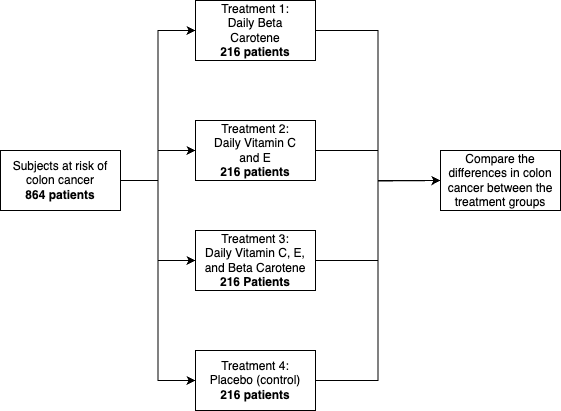 Subjects at risk of
colon cancer
864 patients
Treatment 1:
Daily Beta
Carotene
216 patients
Treatment 2:
Daily Vitamin C
and E
216 patients
Treatment 3:
Daily Vitamin C, E,
and Beta Carotene
216 Patients
Treatment 4:
Placebo (control)
216 patients
Compare the
differences in colon
cancer between the
treatment groups